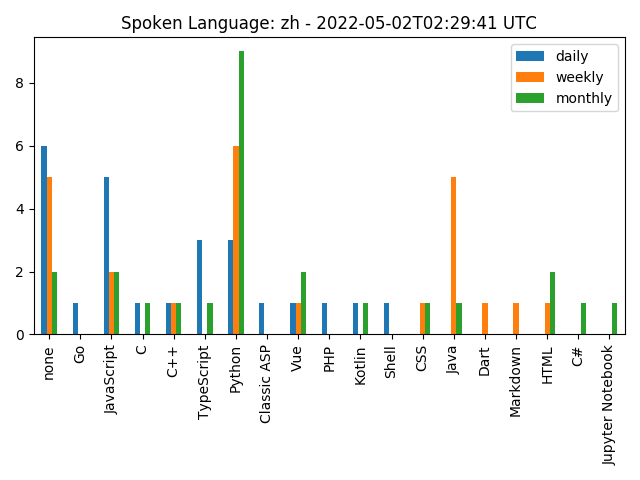 Spoken Language: zh - 2022-05-02T02:29:41 UTC
daily
weekly
monthly
8
6
4
2
0
none
Go
JavaScript
C
C++
TypeScript
Python
Classic ASP
Vue
PHP
Kotlin
Shell
CSS
Java
Dart
Markdown
HTML
C#
Jupyter Notebook